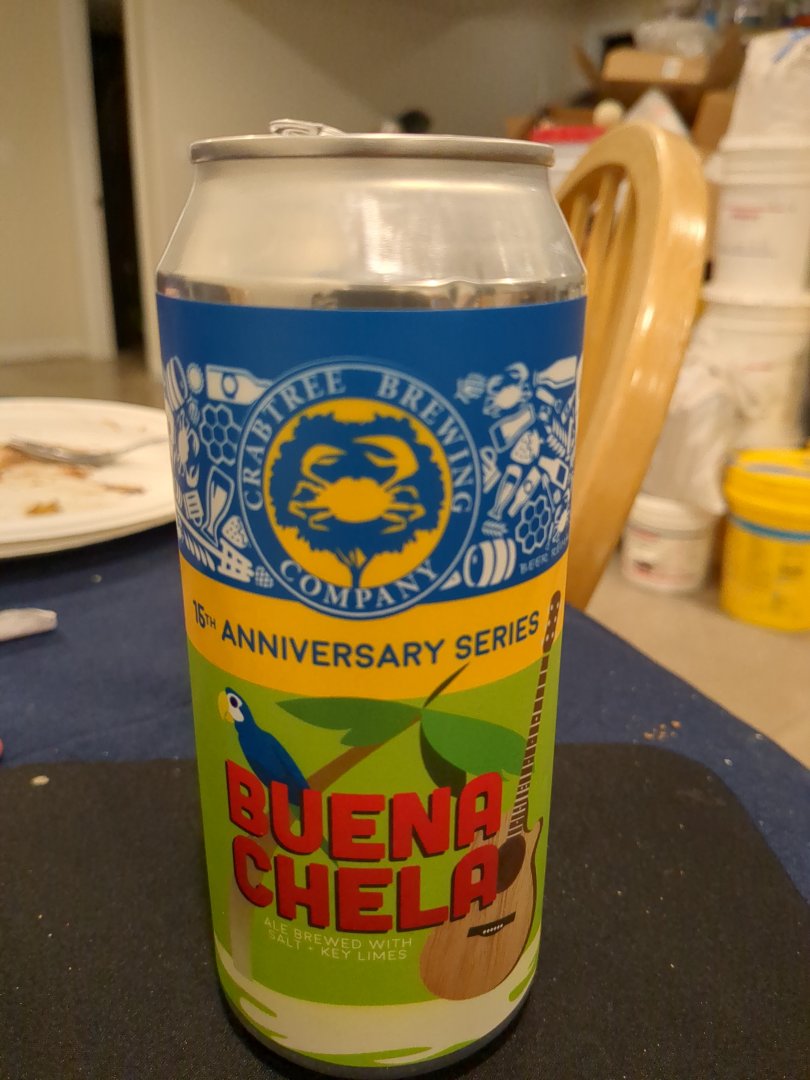 CRABTREE BREWING
COMPANY
15TH ANNIVERSARY SERIES
BUENA
CHELA
ALE BREWED WITH
SALT + KEY LIMES